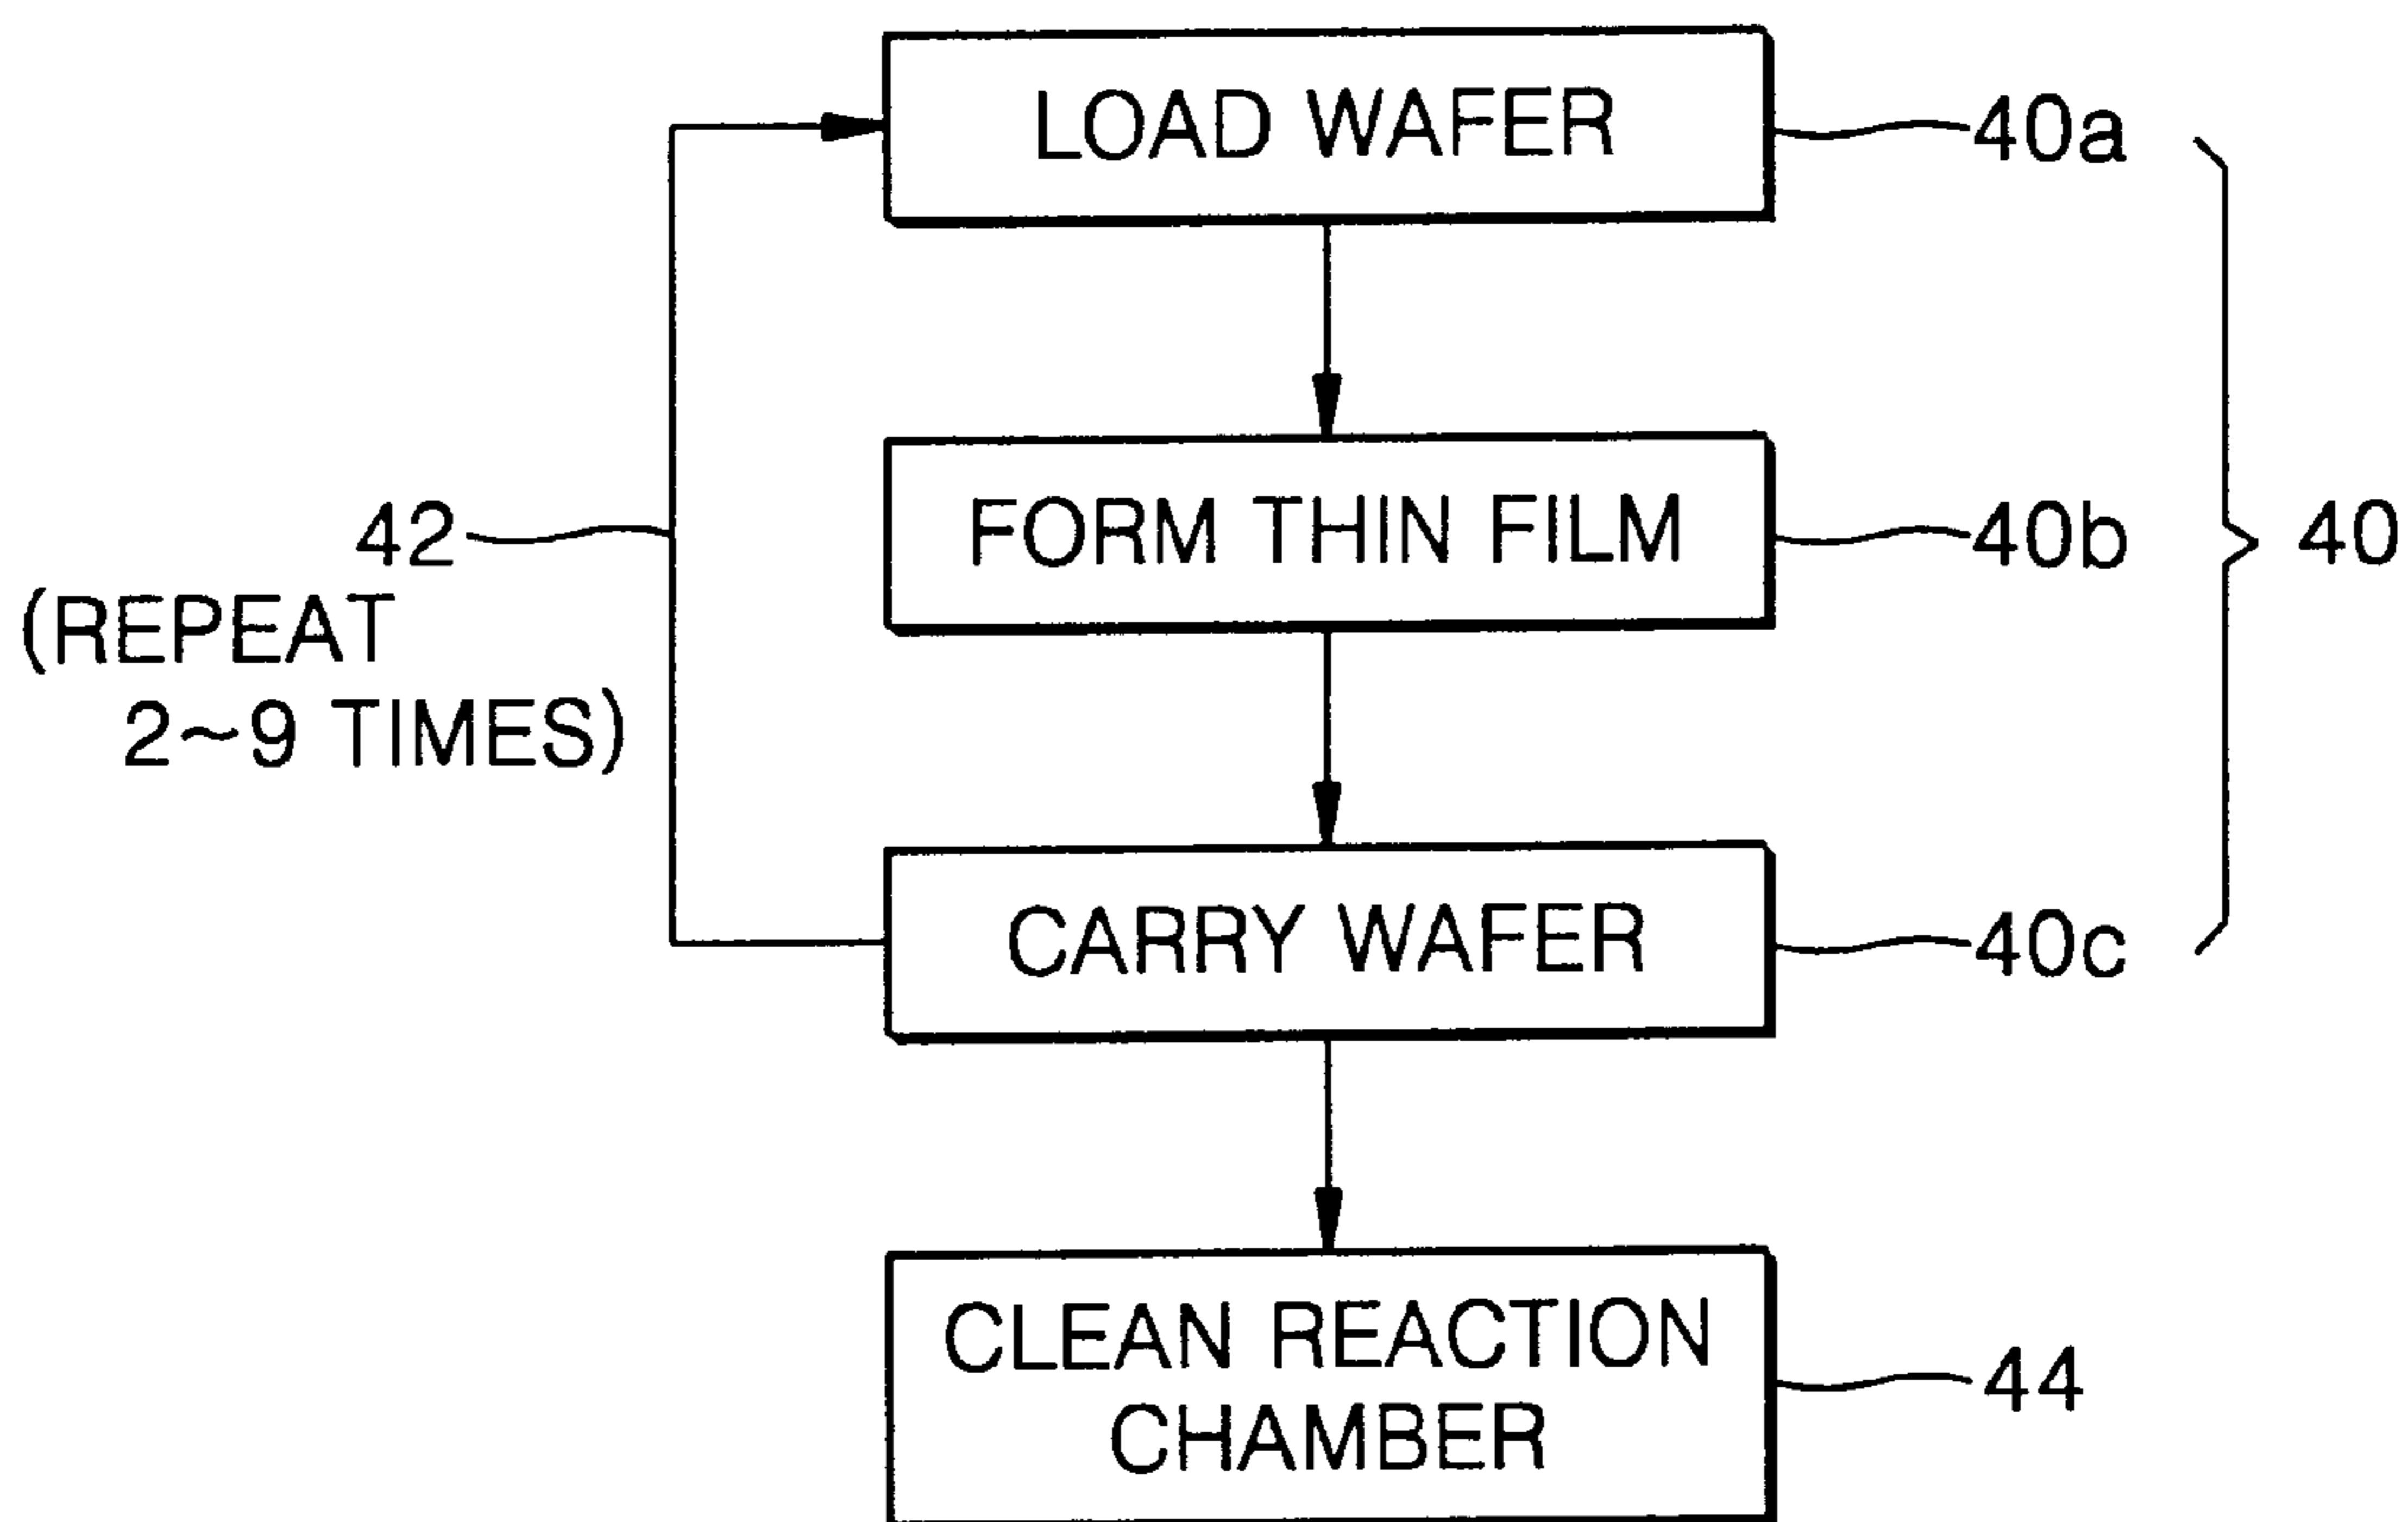 LOAD WAFER
40a
FORM THIN FILM
40b
40
42
(REPEAT
2~9 TIMES)
CARRY WAFER
40c
CLEAN REACTION
CHAMBER
44